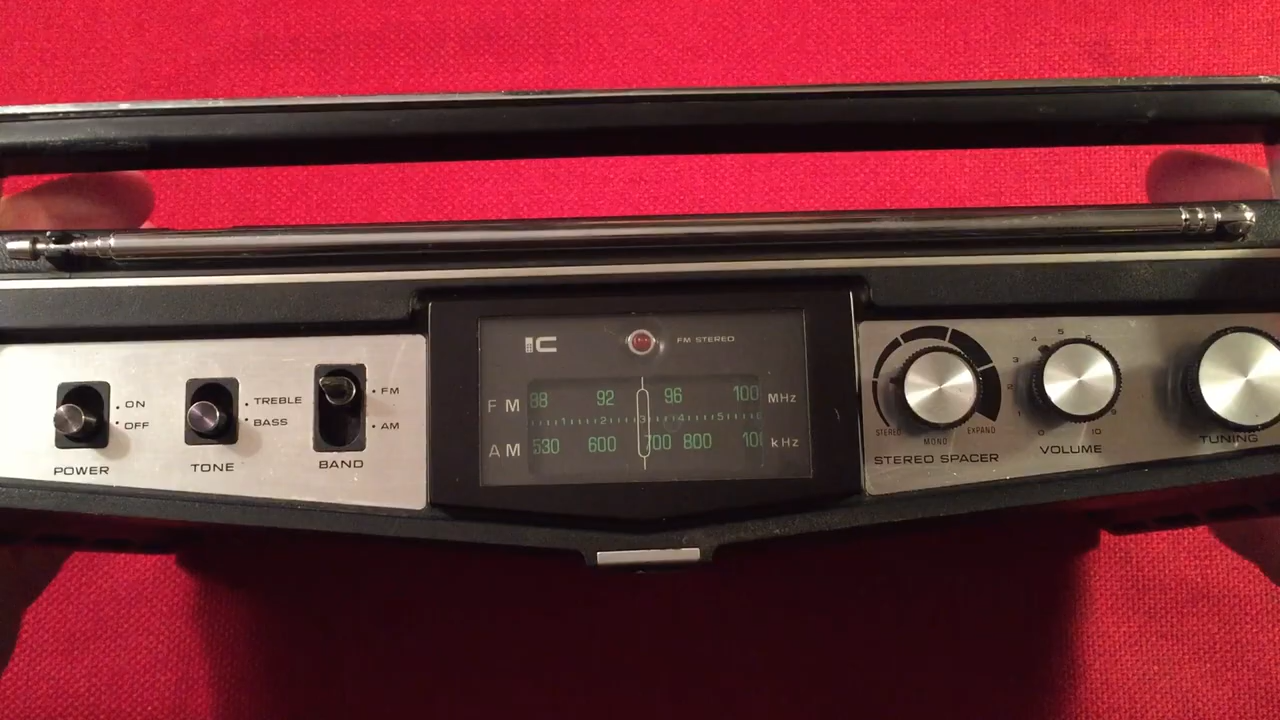 ON
OFF
POWER
TREBLE
BASS
TONE
FM
AM
BAND
IC
FM STEREO
FM 88 92 96 100 MHz
1 2 3 4 5
AM 530 600 700 800 kHz
STEREO
MONO
EXPAND
STEREO SPACER
0 1 2 3 4 5 6 9 10
VOLUME
TUNING